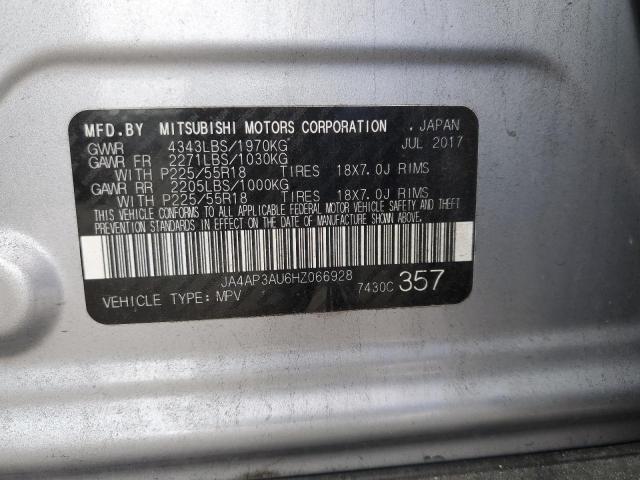 MFD.BY MITSUBISHI MOTORS CORPORATION . JAPAN
GVWR 4343LBS/1970KG JUL 2017
GAWR FR 2271LBS/1030KG
WITH P225/55R18 TIRES 18X7.0J RIMS
GAWR RR 2205LBS/1000KG
WITH P225/55R18 TIRES 18X7.0J RIMS
THIS VEHICLE CONFORMS TO ALL APPLICABLE FEDERAL MOTOR VEHICLE SAFETY AND THEFT
PREVENTION STANDARDS IN EFFECT ON THE DATE OF MANUFACTURE SHOWN ABOVE.
JA4AP3AU6HZ066928
VEHICLE TYPE: MPV 7430C 357